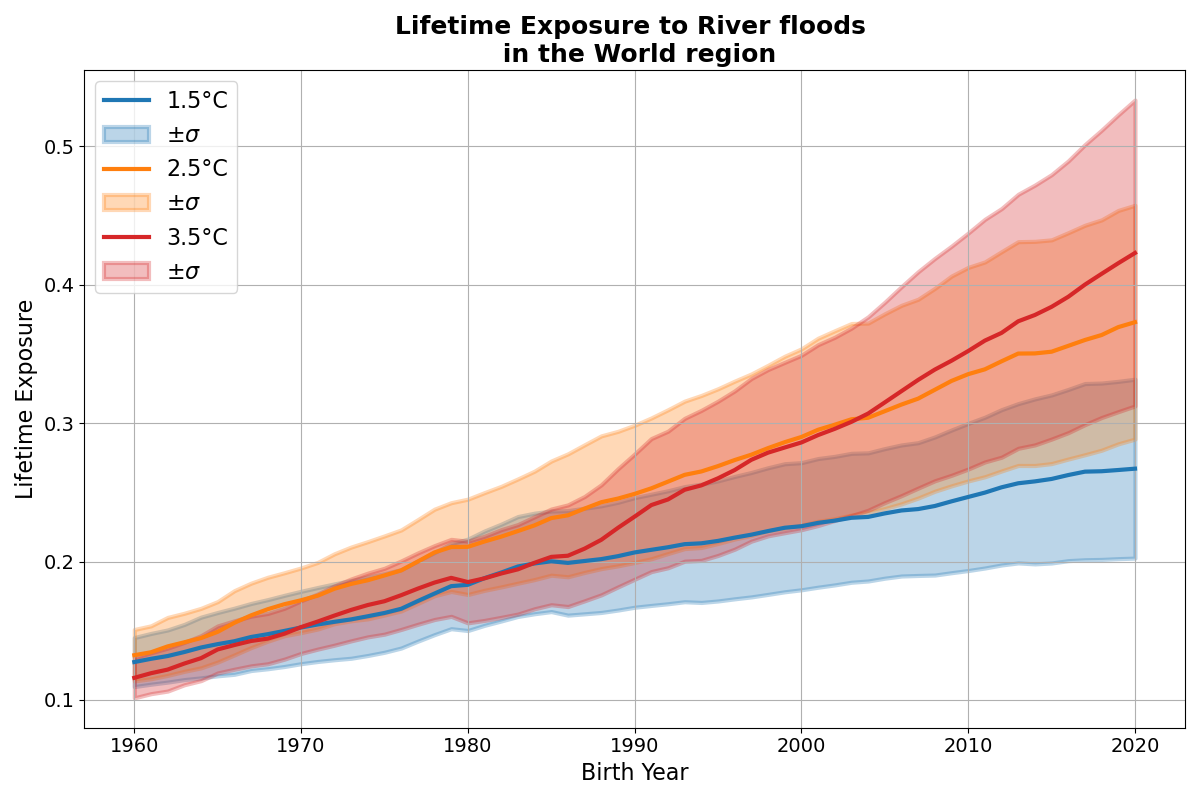 Lifetime Exposure to River floods
in the World region
1.5°C
±σ
2.5°C
±σ
3.5°C
±σ
Lifetime Exposure
0.5
0.4
0.3
0.2
0.1
1960 1970 1980 1990 2000 2010 2020
Birth Year